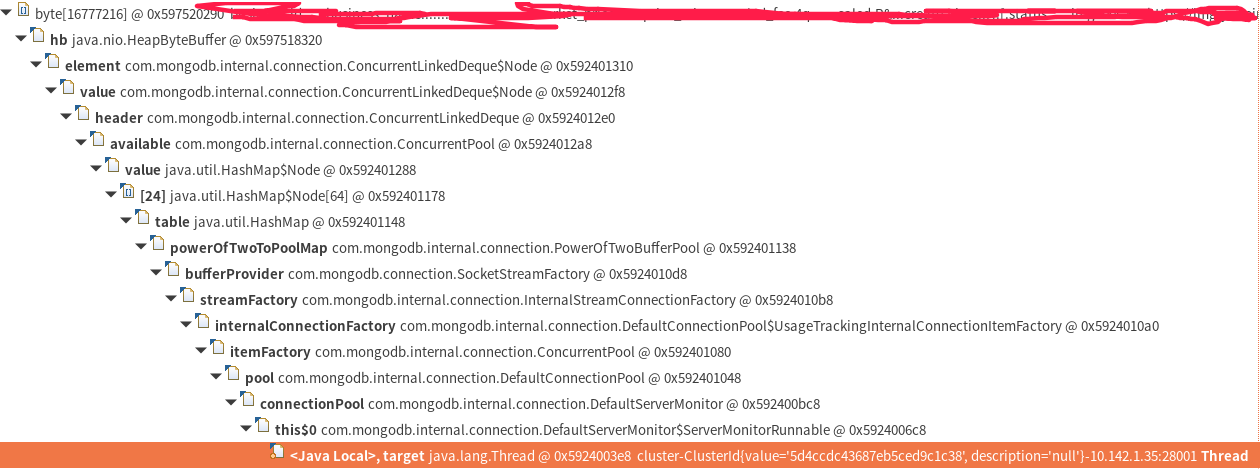 byte[16777216] @ 0x597520290
hb java.nio.HeapByteBuffer @ 0x597518320
element com.mongodb.internal.connection.ConcurrentLinkedDeque$Node @ 0x592401310
value com.mongodb.internal.connection.ConcurrentLinkedDeque$Node @ 0x5924012f8
header com.mongodb.internal.connection.ConcurrentLinkedDeque @ 0x5924012e0
available com.mongodb.internal.connection.ConcurrentPool @ 0x5924012a8
value java.util.HashMap$Node @ 0x592401288
[24] java.util.HashMap$Node[64] @ 0x592401178
table java.util.HashMap @ 0x592401148
powerOfTwoToPoolMap com.mongodb.internal.connection.PowerOfTwoBufferPool @ 0x592401138
bufferProvider com.mongodb.connection.SocketStreamFactory @ 0x5924010d8
streamFactory com.mongodb.internal.connection.InternalStreamConnectionFactory @ 0x5924010b8
internalConnectionFactory com.mongodb.internal.connection.DefaultConnectionPool$UsageTrackingInternalConnectionItemFactory @ 0x5924010a0
itemFactory com.mongodb.internal.connection.ConcurrentPool @ 0x592401080
pool com.mongodb.internal.connection.DefaultConnectionPool @ 0x592401048
connectionPool com.mongodb.internal.connection.DefaultServerMonitor @ 0x592400bc8
this$0 com.mongodb.internal.connection.DefaultServerMonitor$ServerMonitorRunnable @ 0x5924006c8
<Java Local>, target java.lang.Thread @ 0x5924003e8 cluster-ClusterId{value='5d4ccdc43687eb5ced9c1c38', description='null'}-10.142.1.35:28001 Thread